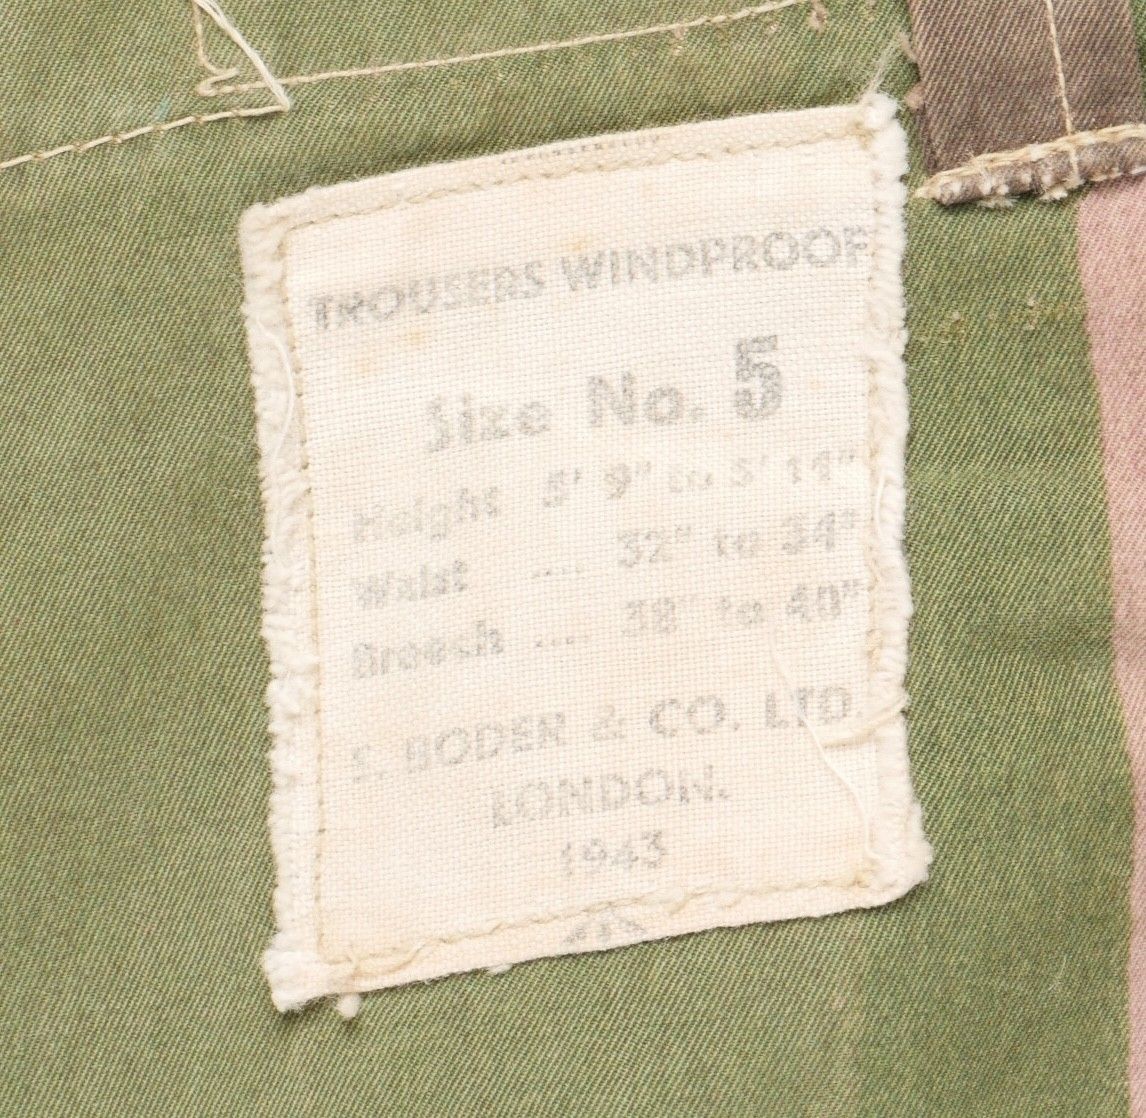 TROUSERS WINDPROOF
Size No. 5
Height 5' 9" to 5' 11"
Waist .... 32" to 34"
Breech .... 38" to 40"
S. BODER & CO. LTD.
LONDON.
1943